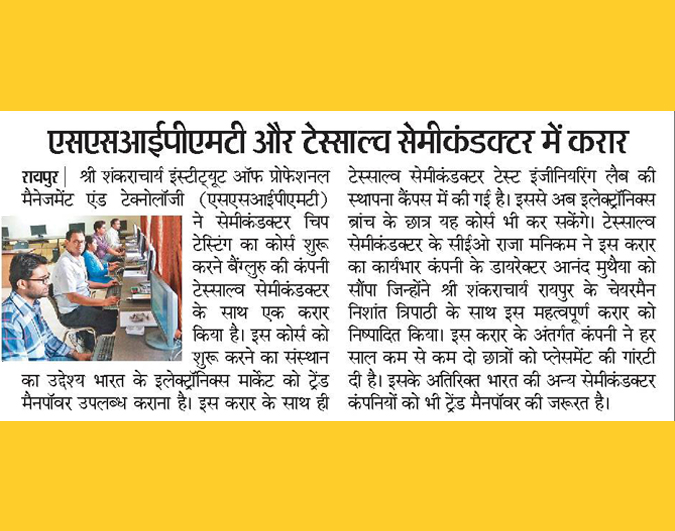 एसएसआईपीएमटी और टेस्साल्व सेमीकंडक्टर में करार
रायपुर| श्री शंकराचार्य इंस्टीट्यूट ऑफ प्रोफेशनल
मैनेजमेंट एंड टेक्नोलॉजी (एसएसआईपीएमटी)
ने सेमीकंडक्टर चिप
टेस्टिंग का कोर्स शुरू
करने बैंग्लुरु की कंपनी
टेस्साल्व सेमीकंडक्टर
के साथ एक करार
किया है। इस कोर्स को
शुरू करने का संस्थान
का उद्देश्य भारत के इलेक्ट्रॉनिक्स मार्केट को ट्रेंड
मैनपॉवर उपलब्ध कराना है। इस करार के साथ ही
टेस्साल्व सेमीकंडक्टर टेस्ट इंजीनियरिंग लैब की
स्थापना कैंपस में की गई है। इससे अब इलेक्ट्रॉनिक्स
ब्रांच के छात्र यह कोर्स भी कर सकेंगे। टेस्साल्व
सेमीकंडक्टर के सीईओ राजा मनिकम ने इस करार
का कार्यभार कंपनी के डायरेक्टर आनंद मुथैया को
सौंपा जिन्होंने श्री शंकराचार्य रायपुर के चेयरमैन
निशांत त्रिपाठी के साथ इस महत्वपूर्ण करार को
निष्पादित किया। इस करार के अंतर्गत कंपनी ने हर
साल कम से कम दो छात्रों को प्लेसमेंट की गांरटी
दी है। इसके अतिरिक्त भारत की अन्य सेमीकंडक्टर
कंपनियों को भी ट्रेंड मैनपॉवर की जरूरत है।